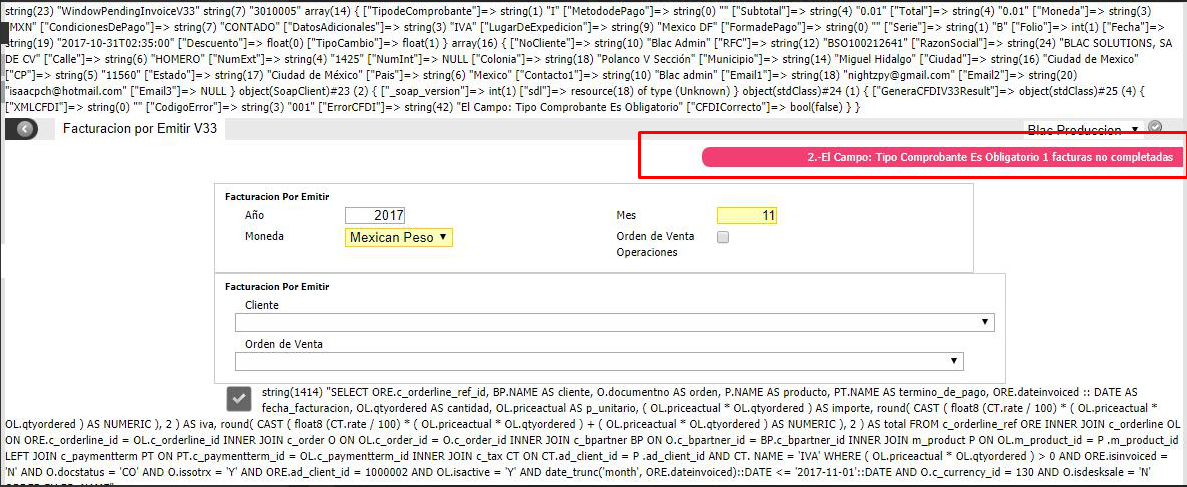 string(23) "WindowPendingInvoiceV33" string(7) "3010005" array(14) { ["TipodeComprobante"]=> string(1) "I" ["MetododePago"]=> string(0) "" ["Subtotal"]=> string(4) "0.01" ["Total"]=> string(4) "0.01" ["Moneda"]=> string(3)
"MXN" ["CondicionesDePago"]=> string(7) "CONTADO" ["DatosAdicionales"]=> string(3) "IVA" ["LugarDeExpedicion"]=> string(9) "Mexico DF" ["FormadePago"]=> string(0) "" ["Serie"]=> string(1) "B" ["Folio"]=> int(1) ["Fecha"]=>
string(19) "2017-10-31T02:35:00" ["Descuento"]=> float(0) ["TipoCambio"]=> float(1) } array(16) { ["NoCliente"]=> string(10) "Blac Admin" ["RFC"]=> string(12) "BSO100212641" ["RazonSocial"]=> string(24) "BLAC SOLUTIONS, SA
DE CV" ["Calle"]=> string(6) "HOMERO" ["NumExt"]=> string(4) "1425" ["NumInt"]=> NULL ["Colonia"]=> string(18) "Polanco V Sección" ["Municipio"]=> string(14) "Miguel Hidalgo" ["Ciudad"]=> string(16) "Ciudad de Mexico"
["CP"]=> string(5) "11560" ["Estado"]=> string(17) "Ciudad de México" ["Pais"]=> string(6) "Mexico" ["Contacto1"]=> string(10) "Blac admin" ["Email1"]=> string(18) "nightzpy@gmail.com" ["Email2"]=> string(20)
"isaacpch@hotmail.com" ["Email3"]=> NULL } object(SoapClient)#23 (2) { ["_soap_version"]=> int(1) ["sdl"]=> resource(18) of type (Unknown) } object(stdClass)#24 (1) { ["GeneraCFDIV33Result"]=> object(stdClass)#25 (4) {
["XMLCFDI"]=> string(0) "" ["CodigoError"]=> string(3) "001" ["ErrorCFDI"]=> string(42) "El Campo: Tipo Comprobante Es Obligatorio" ["CFDICorrecto"]=> bool(false) } }
Facturacion por Emitir V33
Blac Produccion
2.-El Campo: Tipo Comprobante Es Obligatorio 1 facturas no completadas
Facturacion Por Emitir
Año 2017 Mes 11
Moneda Mexican Peso Orden de Venta
Operaciones
Facturacion Por Emitir
Cliente
Orden de Venta
string(1414) "SELECT ORE.c_orderline_ref_id, BP.NAME AS cliente, O.documentno AS orden, P.NAME AS producto, PT.NAME AS termino_de_pago, ORE.dateinvoiced :: DATE AS
fecha_facturacion, OL.qtyordered AS cantidad, OL.priceactual AS p_unitario, ( OL.priceactual * OL.qtyordered ) AS importe, round( CAST ( float8 (CT.rate / 100) * ( OL.priceactual *
OL.qtyordered ) AS NUMERIC ), 2 ) AS iva, round( CAST ( float8 (CT.rate / 100) * ( OL.priceactual * OL.qtyordered ) + ( OL.priceactual * OL.qtyordered ) AS NUMERIC ), 2 ) AS total FROM c_orderline_ref ORE INNER JOIN c_orderline OL
ON ORE.c_orderline_id = OL.c_orderline_id INNER JOIN c_order O ON OL.c_order_id = O.c_order_id INNER JOIN c_bpartner BP ON O.c_bpartner_id = BP.c_bpartner_id INNER JOIN m_product P ON OL.m_product_id = P .m_product_id
LEFT JOIN c_paymentterm PT ON PT.c_paymentterm_id = OL.c_paymentterm_id INNER JOIN c_tax CT ON CT.ad_client_id = P .ad_client_id AND CT. NAME = 'IVA' WHERE ( OL.priceactual * OL.qtyordered ) > 0 AND ORE.isinvoiced =
'N' AND O.docstatus = 'CO' AND O.issotrx = 'Y' AND ORE.ad_client_id = 1000002 AND OL.isactive = 'Y' AND date_trunc('month', ORE.dateinvoiced)::DATE <= '2017-11-01'::DATE AND O.c_currency_id = 130 AND O.isdesksale = 'N'